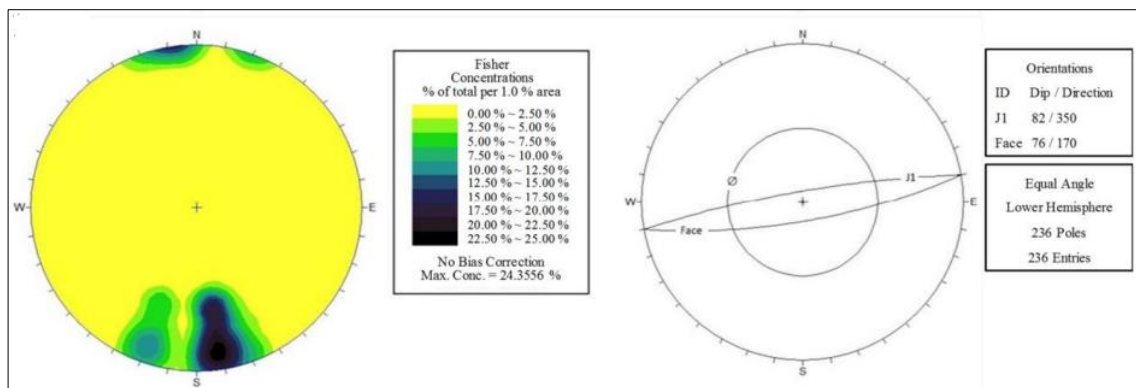 N
W
E
S
Fisher
Concentrations
% of total per 1.0 % area
0.00 % ~ 2.50 %
2.50 % ~ 5.00 %
5.00 % ~ 7.50 %
7.50 % ~ 10.00 %
10.00 % ~ 12.50 %
12.50 % ~ 15.00 %
15.00 % ~ 17.50 %
17.50 % ~ 20.00 %
20.00 % ~ 22.50 %
22.50 % ~ 25.00 %
No Bias Correction
Max. Conc. = 24.3556 %
N
Ø
J1
W
E
Face
S
Orientations
ID Dip / Direction
J1 82 / 350
Face 76 / 170
Equal Angle
Lower Hemisphere
236 Poles
236 Entries